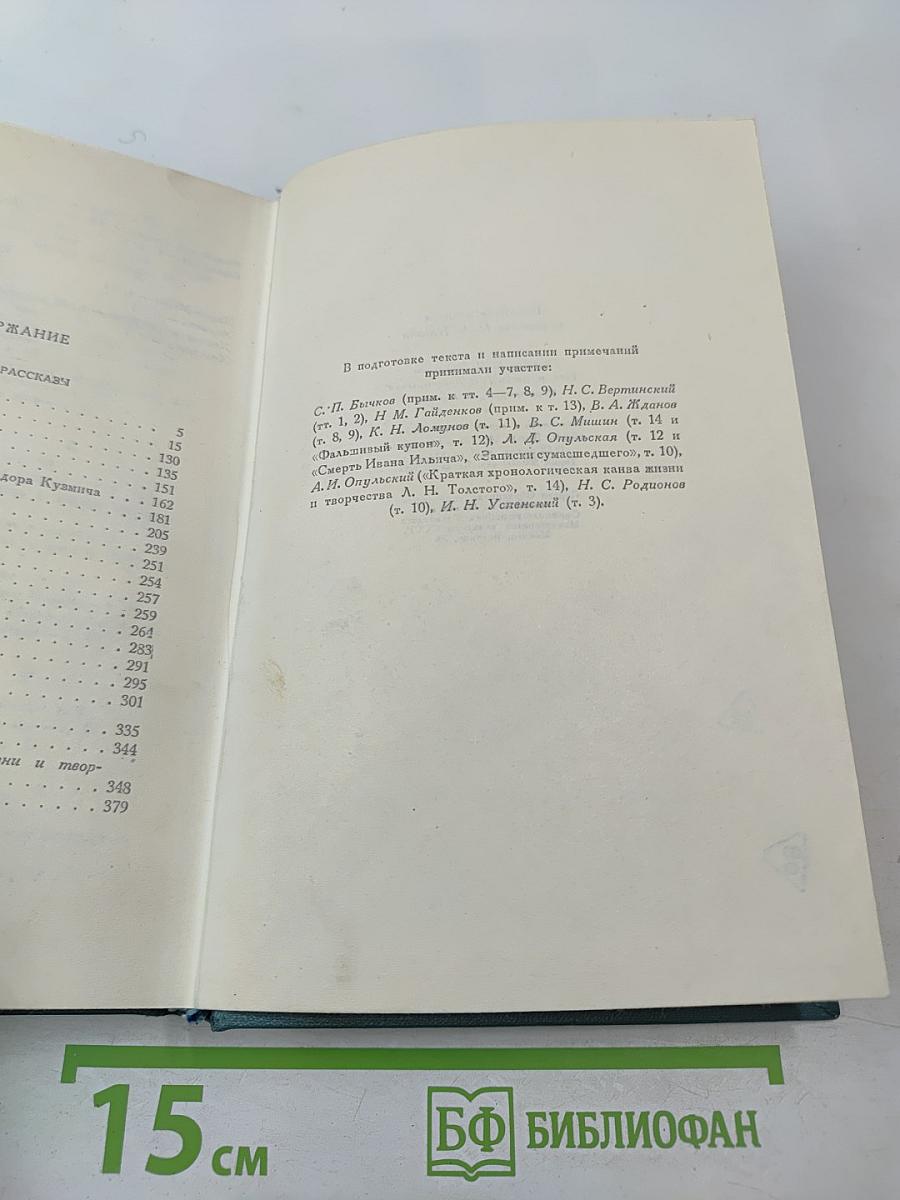 РЖАНИЕ
РАССКАЗЫ
5
15
130
135
151
дора Кузмича . . . 162
181
205
239
251
254
257
259
264
283
291
295
301
335
344
зни и твор-
348
379
В подготовке текста и написании примечаний
принимали участие:
С. П. Бычков (прим. к тт. 4—7, 8, 9), Н. С. Вертинский
(тт. 1, 2), Н М. Гайденков (прим. к т. 13), В. А. Жданов
(т. 8, 9), К. Н. Ломунов (т. 11), В. С. Мишин (т. 14 и
«Фальшивый купон», т. 12), Л. Д. Опульская (т. 12 и
«Смерть Ивана Ильича», «Записки сумасшедшего», т. 10),
А. И. Опульский («Краткая хронологическая канва жизни
и творчества Л. Н. Толстого», т. 14), Н. С. Родионов
(т. 10), И. Н. Успенский (т. 3).
15 см
БФ БИБЛИОФАН